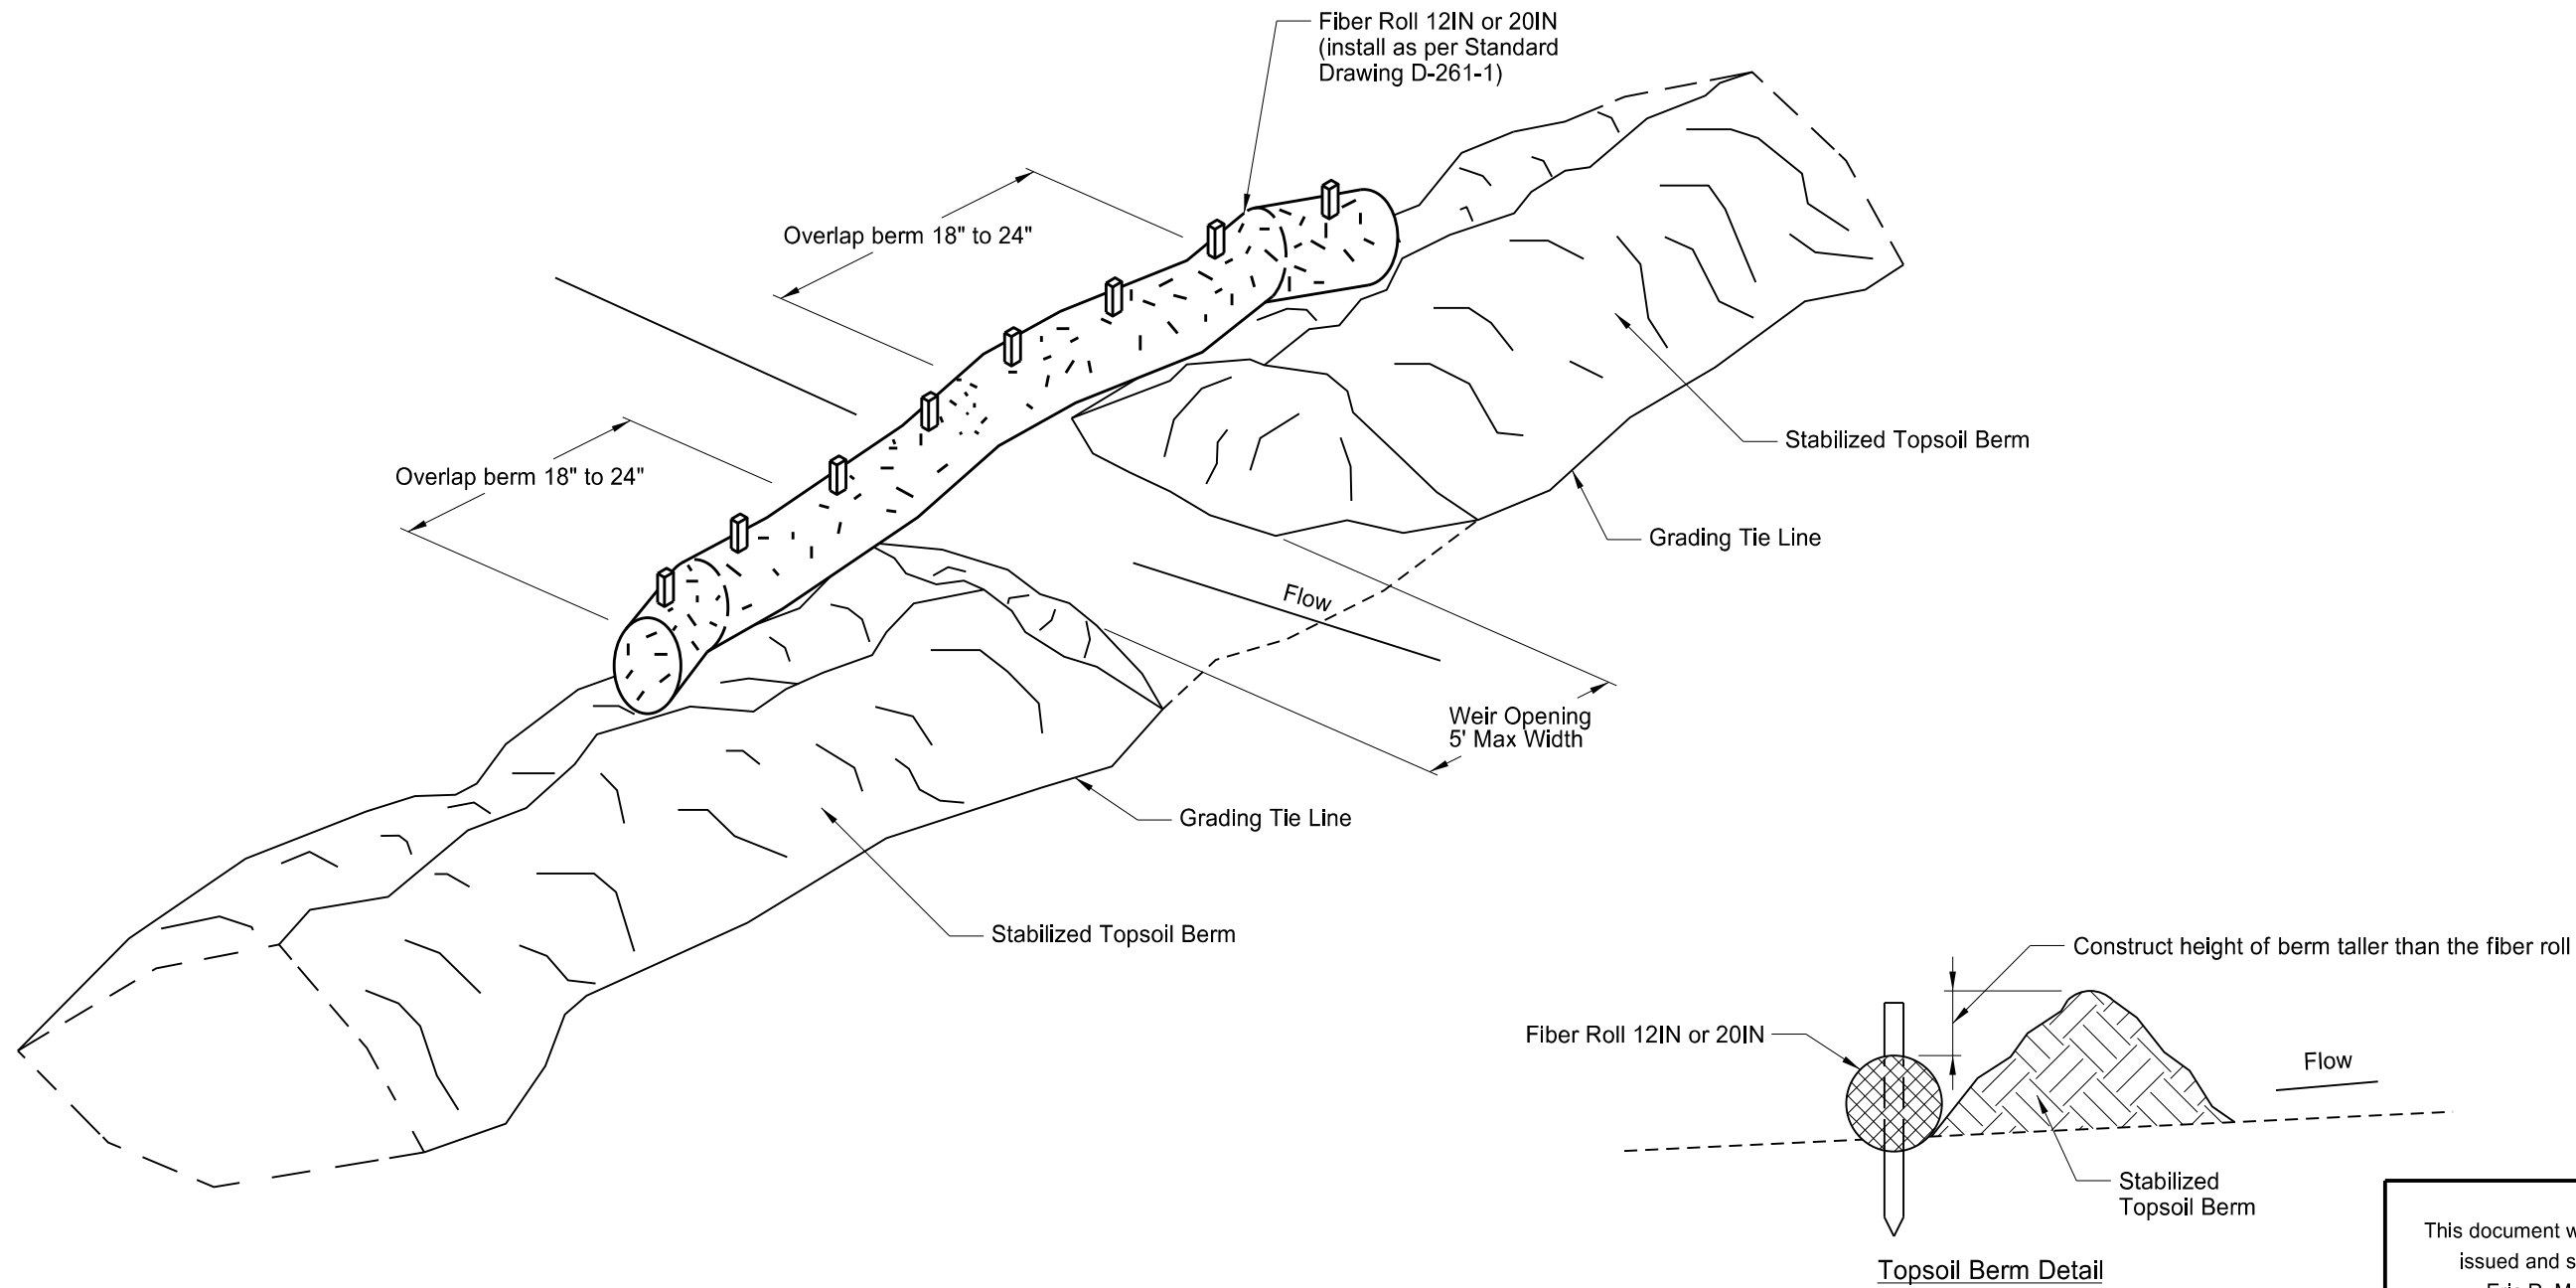 Fiber Roll 12IN or 20IN
(install as per Standard
Drawing D-261-1)
Overlap berm 18" to 24"
Overlap berm 18" to 24"
Stabilized Topsoil Berm
Grading Tie Line
Flow
Weir Opening
5' Max Width
Grading Tie Line
Stabilized Topsoil Berm
Construct height of berm taller than the fiber roll
Fiber Roll 12IN or 20IN
Flow
Stabilized
Topsoil Berm
Topsoil Berm Detail
This document
issued and